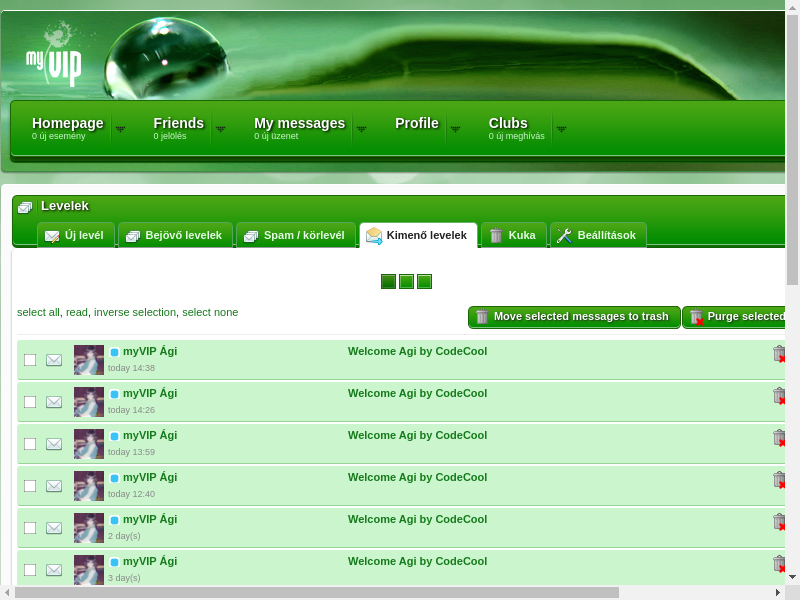 my VIP
Homepage
0 új esemény
Friends
0 jelölés
My messages
0 új üzenet
Profile
Clubs
0 új meghívás
Levelek
Új levél
Bejövő levelek
Spam / körlevél
Kimenő levelek
Kuka
Beállítások
select all, read, inverse selection, select none
Move selected messages to trash
Purge selected
myVIP Ági
Welcome Agi by CodeCool
today 14:38
myVIP Ági
Welcome Agi by CodeCool
today 14:26
myVIP Ági
Welcome Agi by CodeCool
today 13:59
myVIP Ági
Welcome Agi by CodeCool
today 12:40
myVIP Ági
Welcome Agi by CodeCool
2 day(s)
myVIP Ági
Welcome Agi by CodeCool
3 day(s)